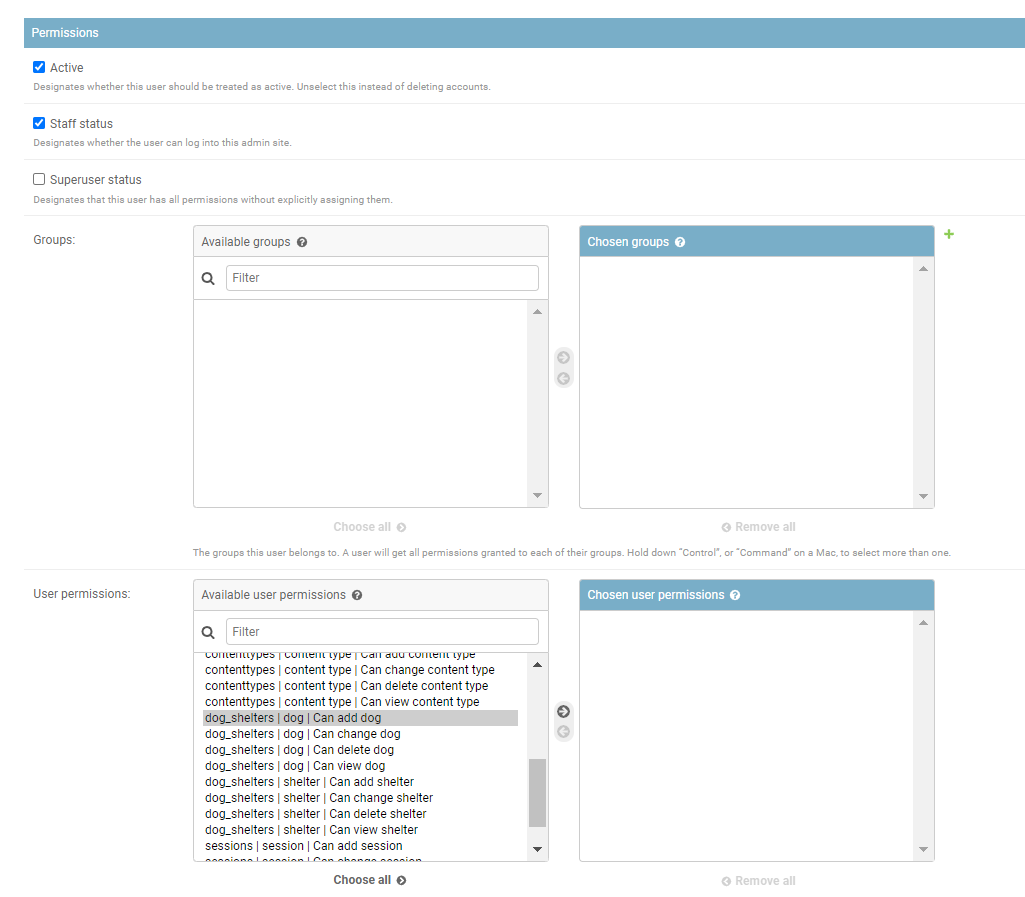 Permissions
Active
Designates whether this user should be treated as active. Unselect this instead of deleting accounts.
Staff status
Designates whether the user can log into this admin site.
Superuser status
Designates that this user has all permissions without explicitly assigning them.
Groups:
Available groups ?
Chosen groups ?
Filter
Choose all
Remove all
The groups this user belongs to. A user will get all permissions granted to each of their groups. Hold down “Control”, or “Command” on a Mac, to select more than one.
User permissions:
Available user permissions ?
Chosen user permissions ?
Filter
contenttypes | content type | Can add content type
contenttypes | content type | Can change content type
contenttypes | content type | Can delete content type
contenttypes | content type | Can view content type
dog_shelters | dog | Can add dog
dog_shelters | dog | Can change dog
dog_shelters | dog | Can delete dog
dog_shelters | dog | Can view dog
dog_shelters | shelter | Can add shelter
dog_shelters | shelter | Can change shelter
dog_shelters | shelter | Can delete shelter
dog_shelters | shelter | Can view shelter
sessions | session | Can add session
sessions | session | Can change session
Choose all
Remove all